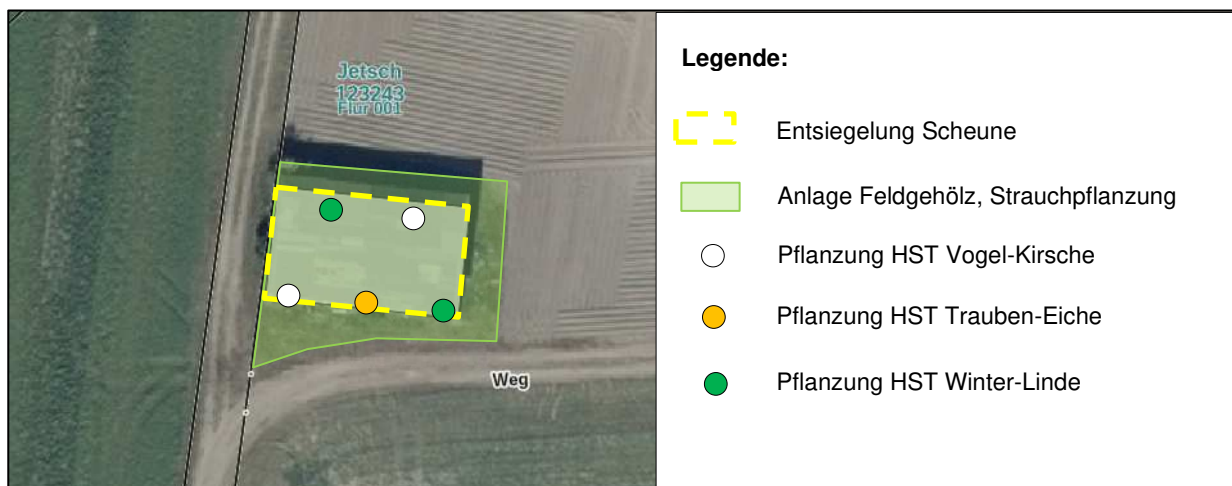 Jetsch
123243
Flur 001
Weg
Legende:
Entsiegelung Scheune
Anlage Feldgehölz, Strauchpflanzung
Pflanzung HST Vogel-Kirsche
Pflanzung HST Trauben-Eiche
Pflanzung HST Winter-Linde